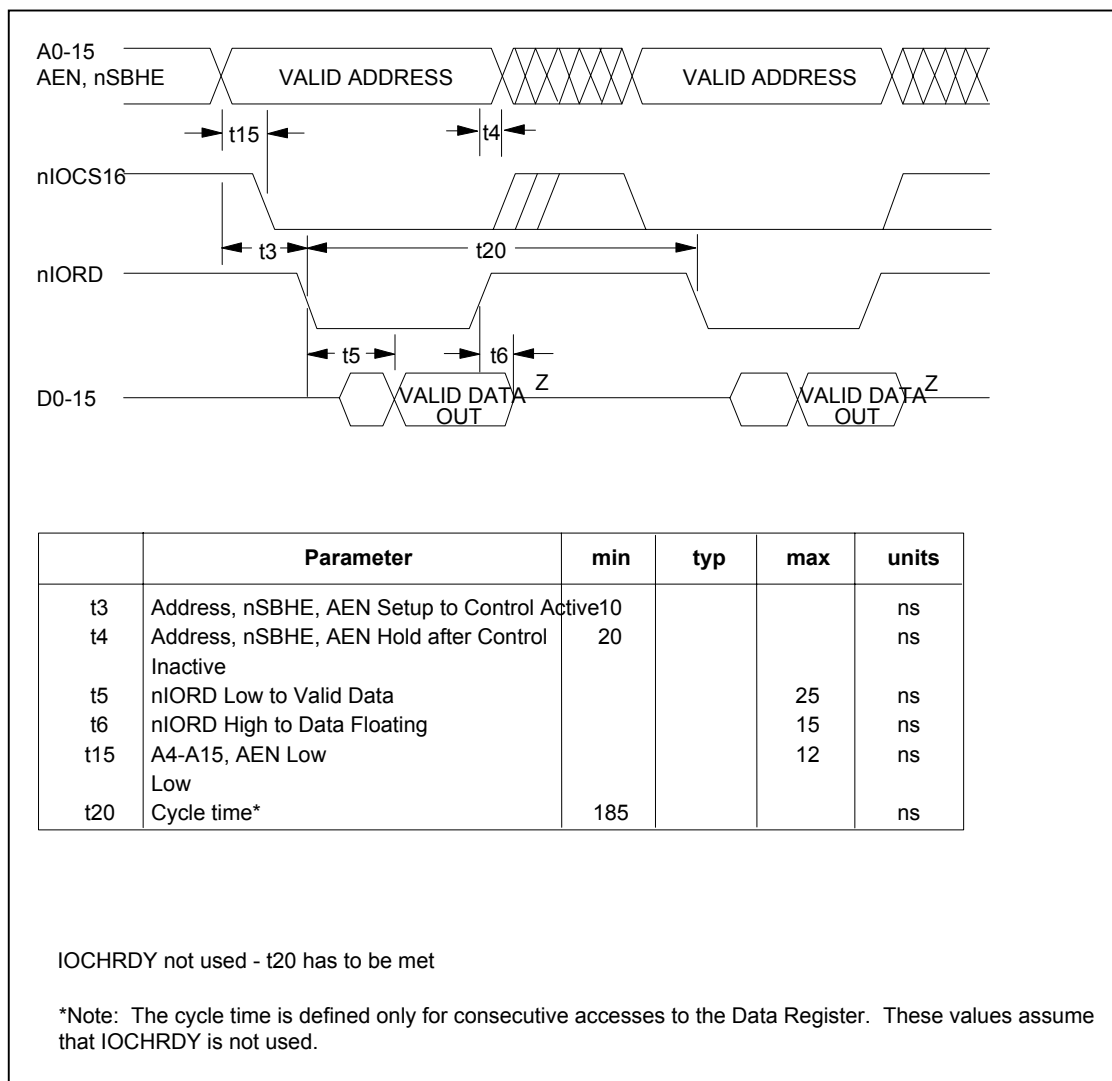 A0-15
AEN, nSBHE
VALID ADDRESS
VALID ADDRESS
t15
t4
nIOCS16
t3
t20
nIORD
t5
t6
D0-15
VALID DATA
OUT
Z
VALID DATA
OUT
Z
Parameter min typ max units
t3 Address, nSBHE, AEN Setup to Control Active 10 ns
t4 Address, nSBHE, AEN Hold after Control 20 ns
Inactive
t5 nIORD Low to Valid Data 25 ns
t6 nIORD High to Data Floating 15 ns
t15 A4-A15, AEN Low 12 ns
Low
t20 Cycle time* 185 ns
IOCHRDY not used - t20 has to be met
*Note: The cycle time is defined only for consecutive accesses to the Data Register. These values assume
that IOCHRDY is not used.